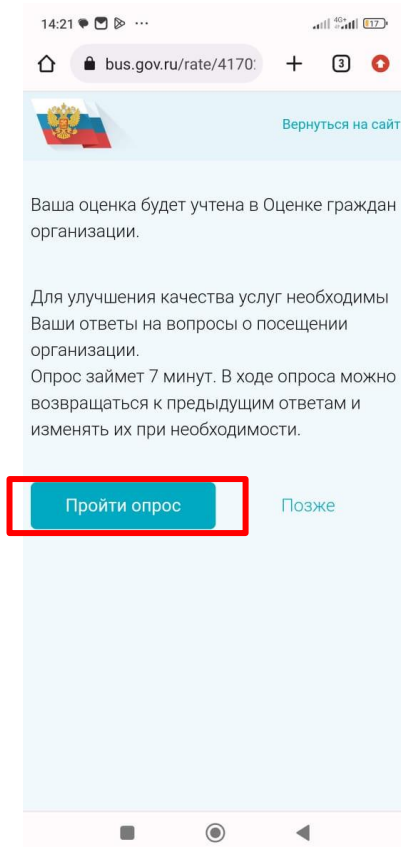 14:21
4G+
17
bus.gov.ru/rate/4170
3
Вернуться на сайт
Ваша оценка будет учтена в Оценке граждан
организации.
Для улучшения качества услуг необходимы
Ваши ответы на вопросы о посещении
организации.
Опрос займет 7 минут. В ходе опроса можно
возвращаться к предыдущим ответам и
изменять их при необходимости.
Пройти опрос
Позже